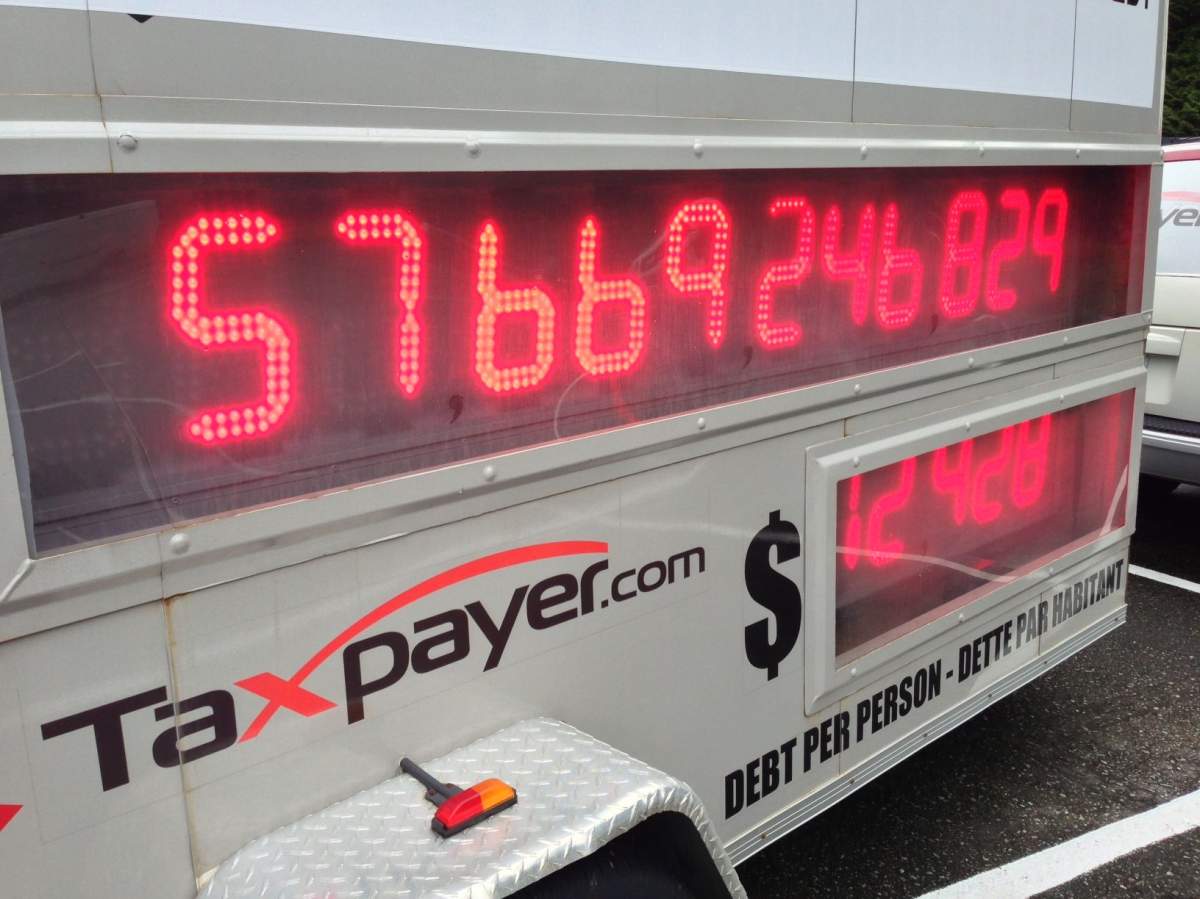 57,669,246,829
Taxpayer.com
$ 12 428
DEBT PER PERSON - DETTE PAR HABITANT